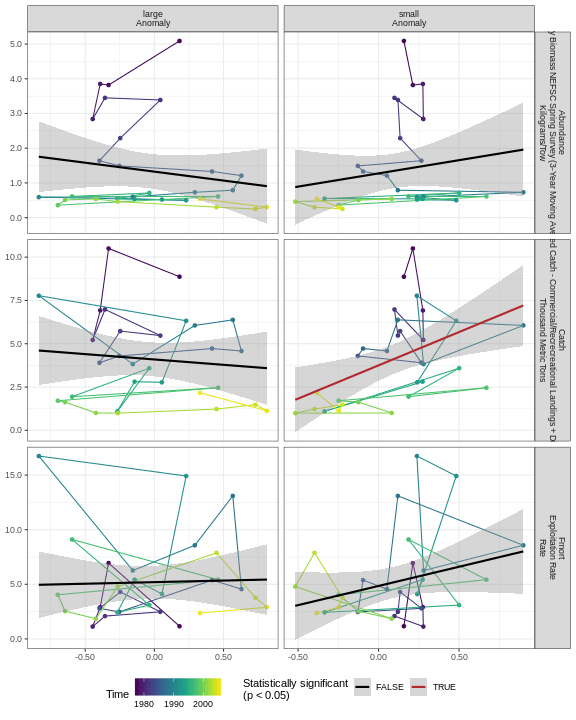 large
Anomaly
small
Anomaly
5.0
4.0
3.0
2.0
1.0
0.0
Abundance
y Biomass NEFSC Spring Survey (3-Year Moving Ave
Kilograms/tow
10.0
7.5
5.0
2.5
0.0
Catch
ed Catch - Commercial/Recreational Landings + D
Thousand Metric Tons
15.0
10.0
5.0
0.0
Fmort
Exploitation Rate
Rate
-0.50
0.00
0.50
-0.50
0.00
0.50
Time
1980
1990
2000
Statistically significant
(p < 0.05)
FALSE
TRUE